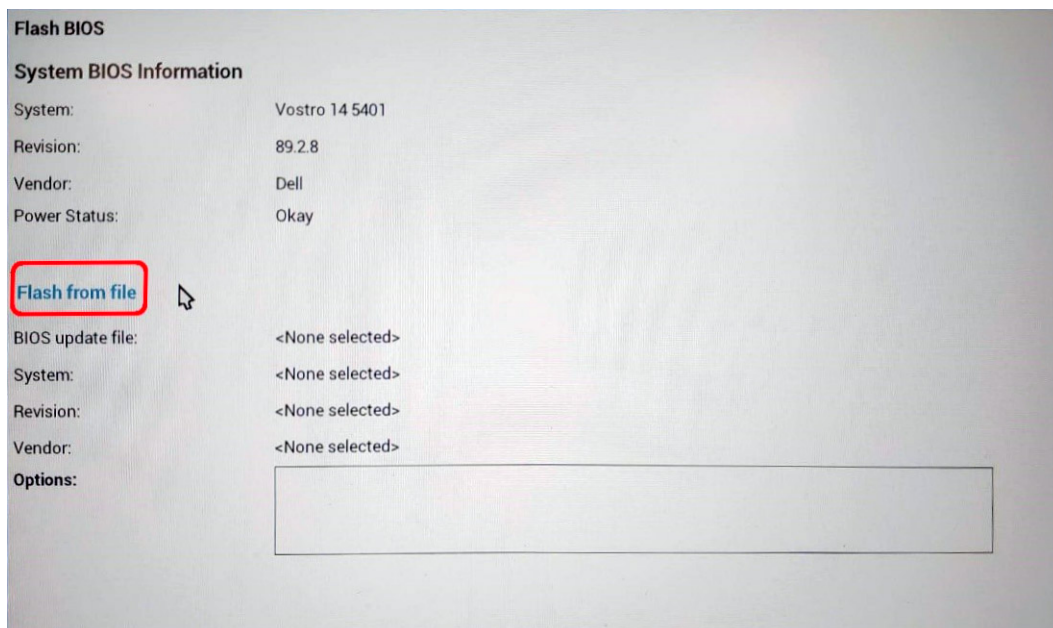 Flash BIOS
System BIOS Information
System: Vostro 14 5401
Revision: 89.2.8
Vendor: Dell
Power Status: Okay
Flash from file
BIOS update file: <None selected>
System: <None selected>
Revision: <None selected>
Vendor: <None selected>
Options: